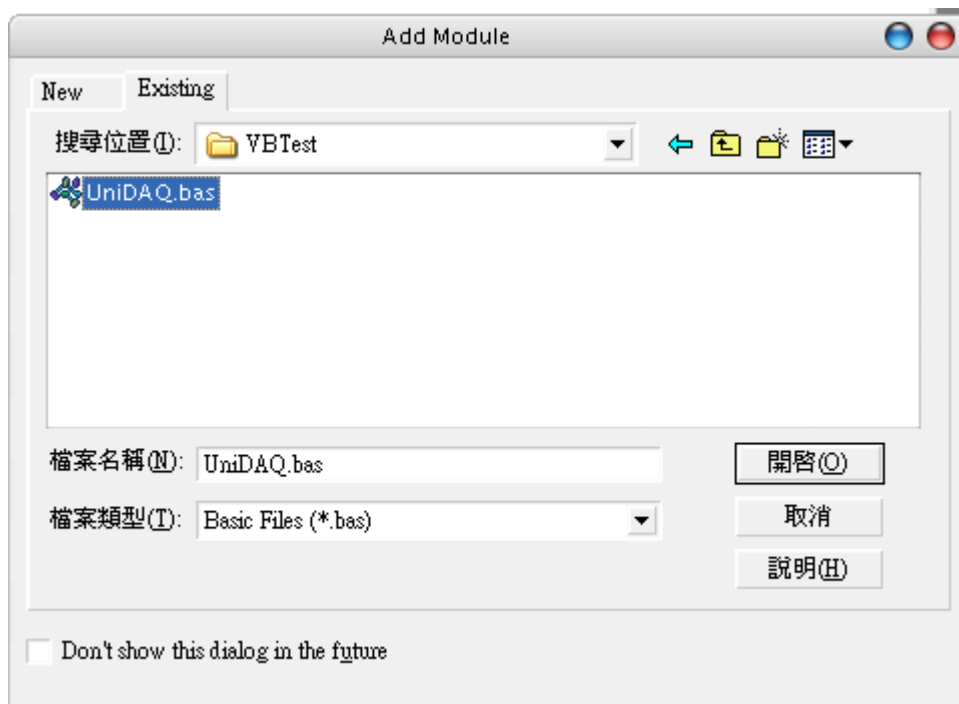 Add Module
New Existing
搜尋位置(I): VBTest
UniDAQ.bas
檔案名稱(N): UniDAQ.bas 開啓(O)
檔案類型(T): Basic Files (*.bas) 取消
說明(H)
Don't show this dialog in the future